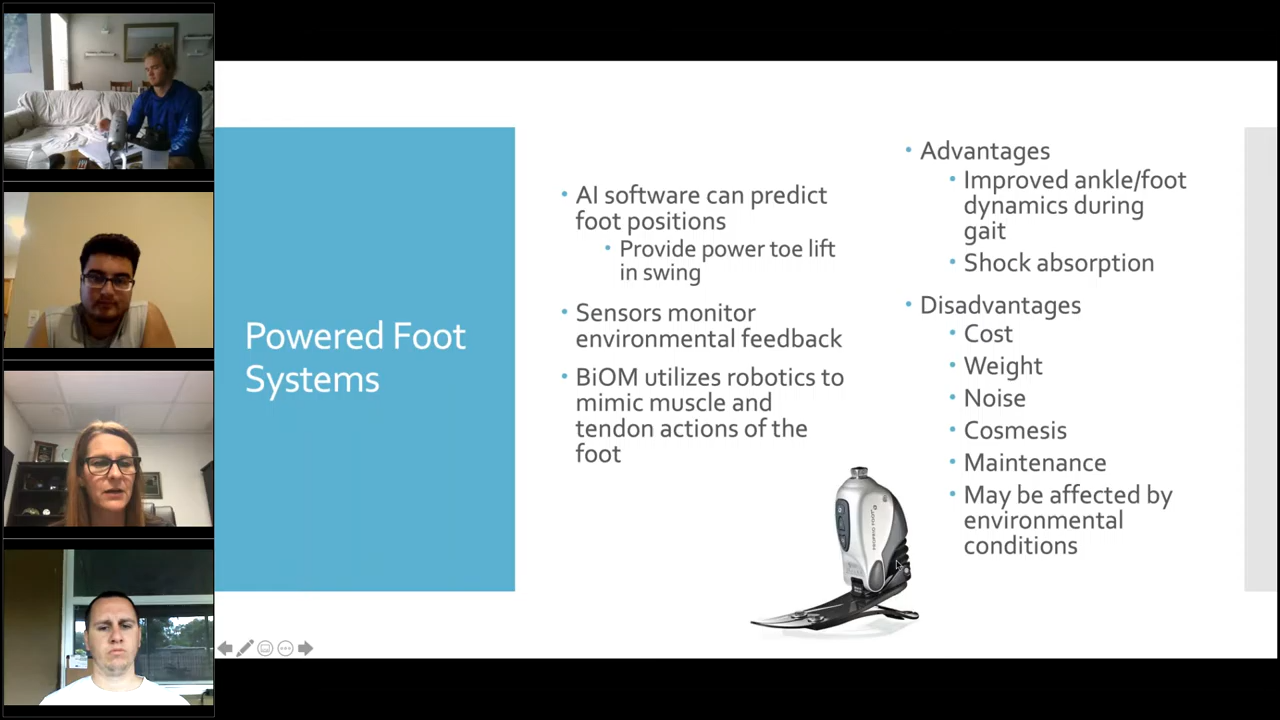 Powered Foot
Systems
• AI software can predict
foot positions
• Provide power toe lift
in swing
• Sensors monitor
environmental feedback
• BiOM utilizes robotics to
mimic muscle and
tendon actions of the
foot
• Advantages
• Improved ankle/foot
dynamics during
gait
• Shock absorption
• Disadvantages
• Cost
• Weight
• Noise
• Cosmesis
• Maintenance
• May be affected by
environmental
conditions
PROPRIO FOOT